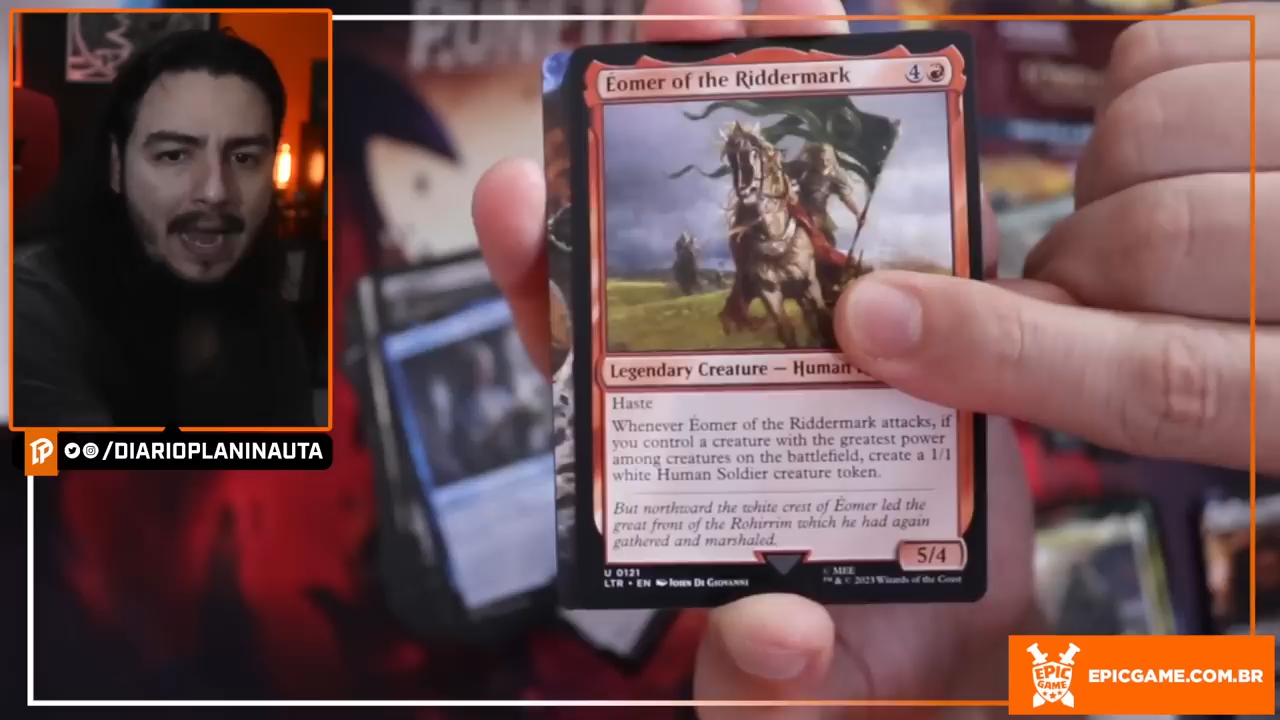 Éomer of the Riddermark 4
Legendary Creature — Human
Haste
Whenever Éomer of the Riddermark attacks, if
you control a creature with the greatest power
among creatures on the battlefield, create a 1/1
white Human Soldier creature token.
But northward the white crest of Éomer led the
great front of the Rohirrim which he had again
gathered and marshaled.
5/4
U 0121
LTR • EN John Di Giovanni
© MEE
™ & © 2023 Wizards of the Coast
/DIARIOPLANINAUTA
EPIC
GAME
EPICGAME.COM.BR